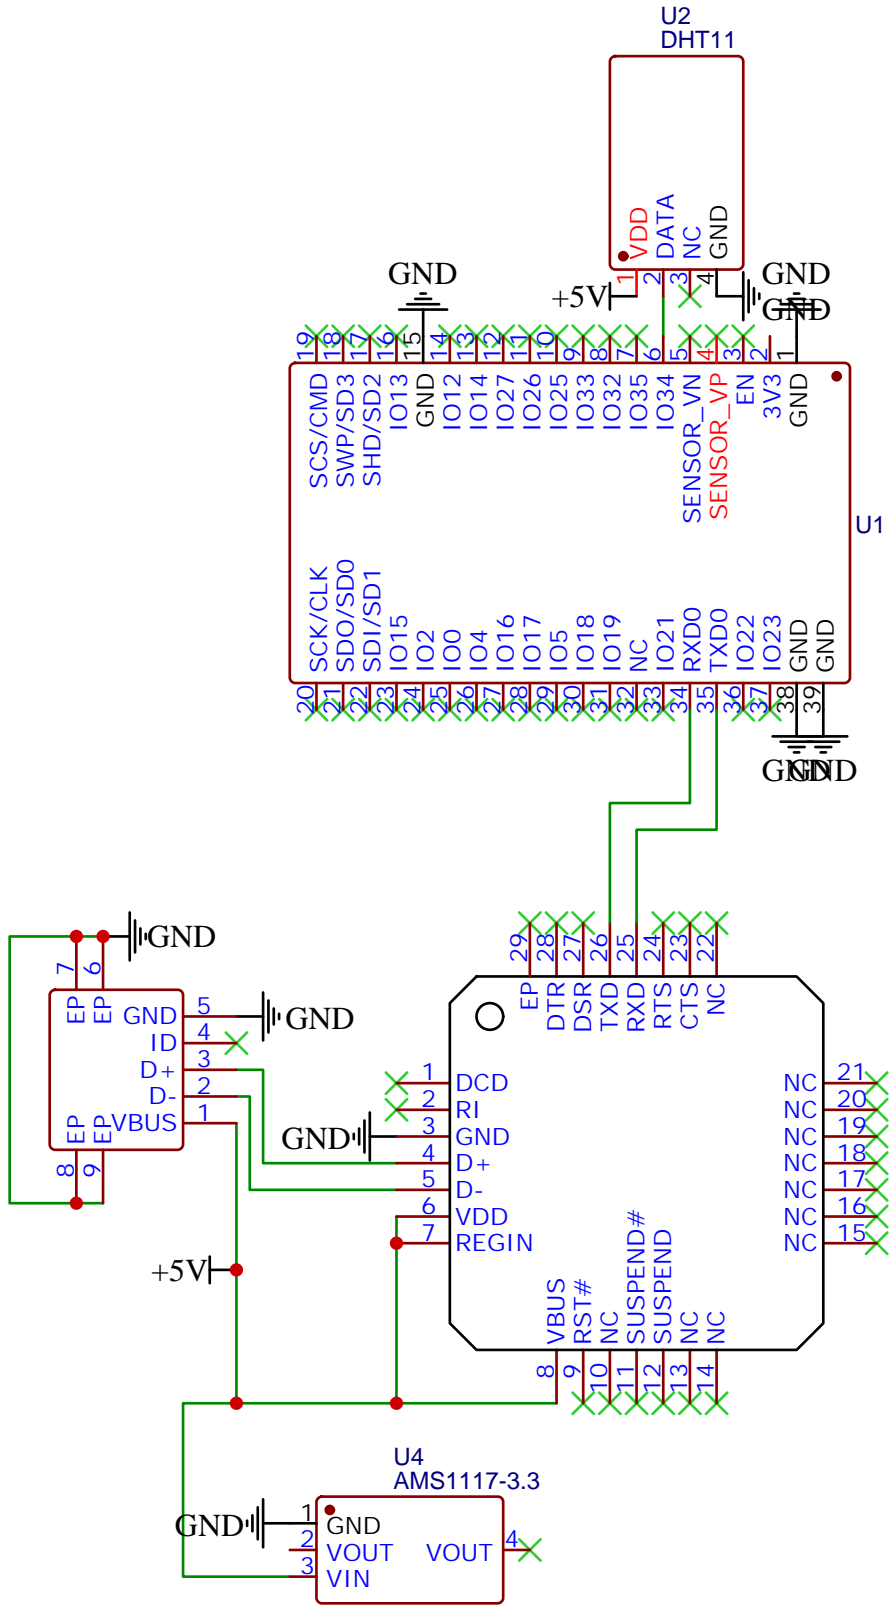 U2
DHT11
VDD
DATA
NC
GND
1
2
3
4
+5V
GND
GND
GND
19
18
17
16
15
14
13
12
11
10
9
8
7
6
5
4
3
2
1
SCS/CMD
SWP/SD3
SHD/SD2
IO13
GND
IO12
IO14
IO27
IO26
IO25
IO33
IO32
IO35
IO34
SENSOR_VN
SENSOR_VP
EN
3V3
GND
U1
SCK/CLK
SDO/SD0
SDI/SD1
IO15
IO2
IO0
IO4
IO16
IO17
IO5
IO18
IO19
NC
IO21
RXD0
TXD0
IO22
IO23
GND
GND
20
21
22
23
24
25
26
27
28
29
30
31
32
33
34
35
36
37
38
39
GND
GND
GND
7
6
EP
EP
GND 5
ID 4
D+ 3
D- 2
VBUS 1
EP
EP
8
9
GND
+5V
29
28
27
26
25
24
23
22
EP
DTR
DSR
TXD
RXD
RTS
CTS
NC
1 DCD
2 RI
GND 3 GND
4 D+
5 D-
6 VDD
7 REGIN
NC 21
NC 20
NC 19
NC 18
NC 17
NC 16
NC 15
VBUS
RST#
NC
SUSPEND#
SUSPEND
NC
NC
8
9
10
11
12
13
14
U4
AMS1117-3.3
GND 1 GND
2 VOUT
VOUT 4
3 VIN